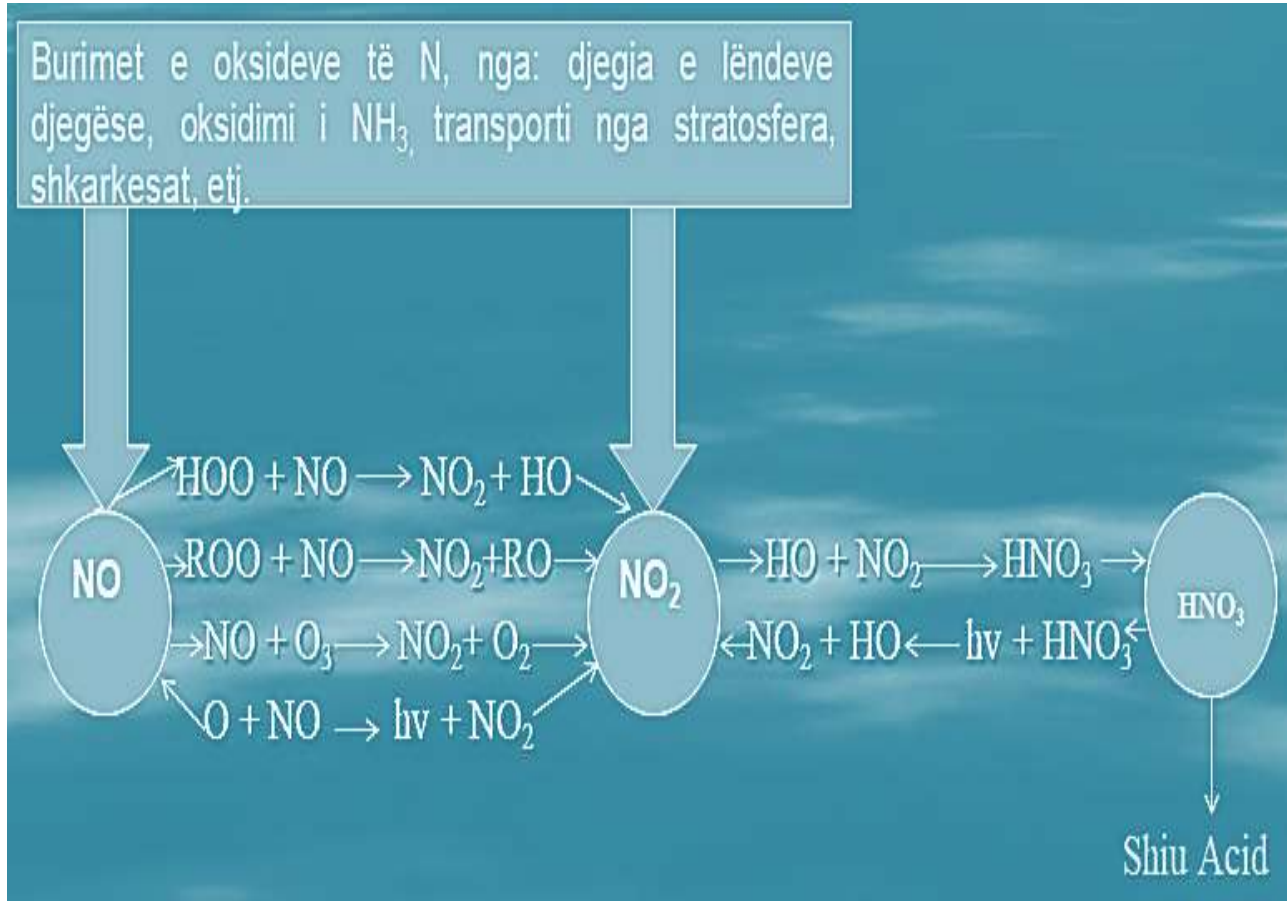 Burimet e oksideve të N, nga: djegia e lëndeve
djegëse, oksidimi i NH₃, transporti nga stratosfera,
shkarkesat, etj.
HOO + NO → NO₂ + HO
NO
→ROO + NO → NO₂+RO →
NO₂
→HO + NO₂ → HNO₃ →
HNO₃
→NO + O₃ → NO₂+ O₂ →
←NO₂ + HO ← hv + HNO₃
O + NO → hv + NO₂
Shiu Acid